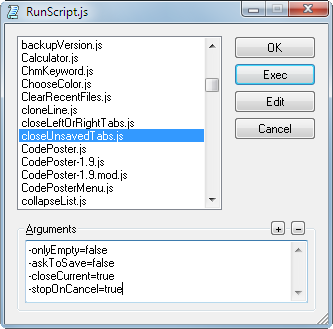 RunScript.js
backupVersion.js
Calculator.js
ChmKeyword.js
ChooseColor.js
ClearRecentFiles.js
cloneLine.js
closeLeftOrRightTabs.js
closeUnsavedTabs.js
CodePoster.js
CodePoster-1.9.js
CodePoster-1.9.mod.js
CodePosterMenu.js
collapseList.js
OK
Exec
Edit
Cancel
Arguments
+ -
-onlyEmpty=false
-askToSave=false
-closeCurrent=true
-stopOnCancel=true